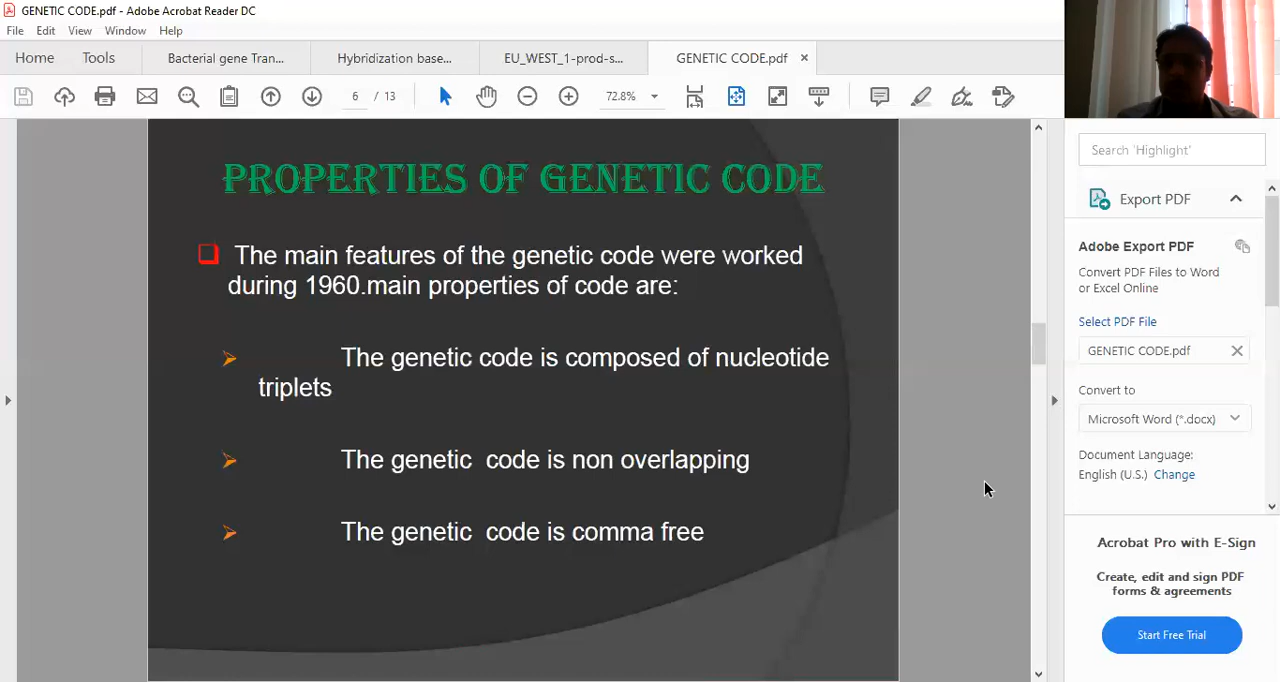 GENETIC CODE.pdf - Adobe Acrobat Reader DC
File Edit View Window Help
Home Tools Bacterial gene Tran... Hybridization base... EU_WEST_1-prod-s... GENETIC CODE.pdf ×
6 / 13 72.8%
PROPERTIES OF GENETIC CODE
The main features of the genetic code were worked
during 1960.main properties of code are:
The genetic code is composed of nucleotide
triplets
The genetic code is non overlapping
The genetic code is comma free
Search 'Highlight'
Export PDF
Adobe Export PDF
Convert PDF Files to Word
or Excel Online
Select PDF File
GENETIC CODE.pdf
Convert to
Microsoft Word (*.docx)
Document Language:
English (U.S.) Change
Acrobat Pro with E-Sign
Create, edit and sign PDF
forms & agreements
Start Free Trial